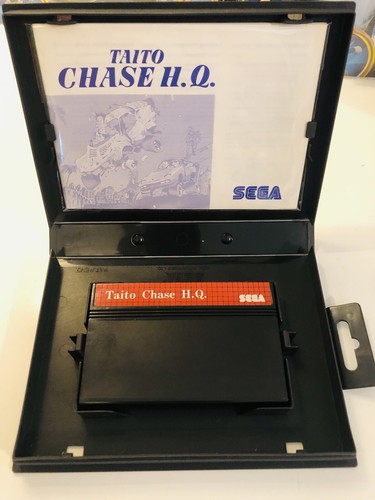 TAITO
CHASE H.Q.
SEGA
Taito Chase H.Q.
SEGA